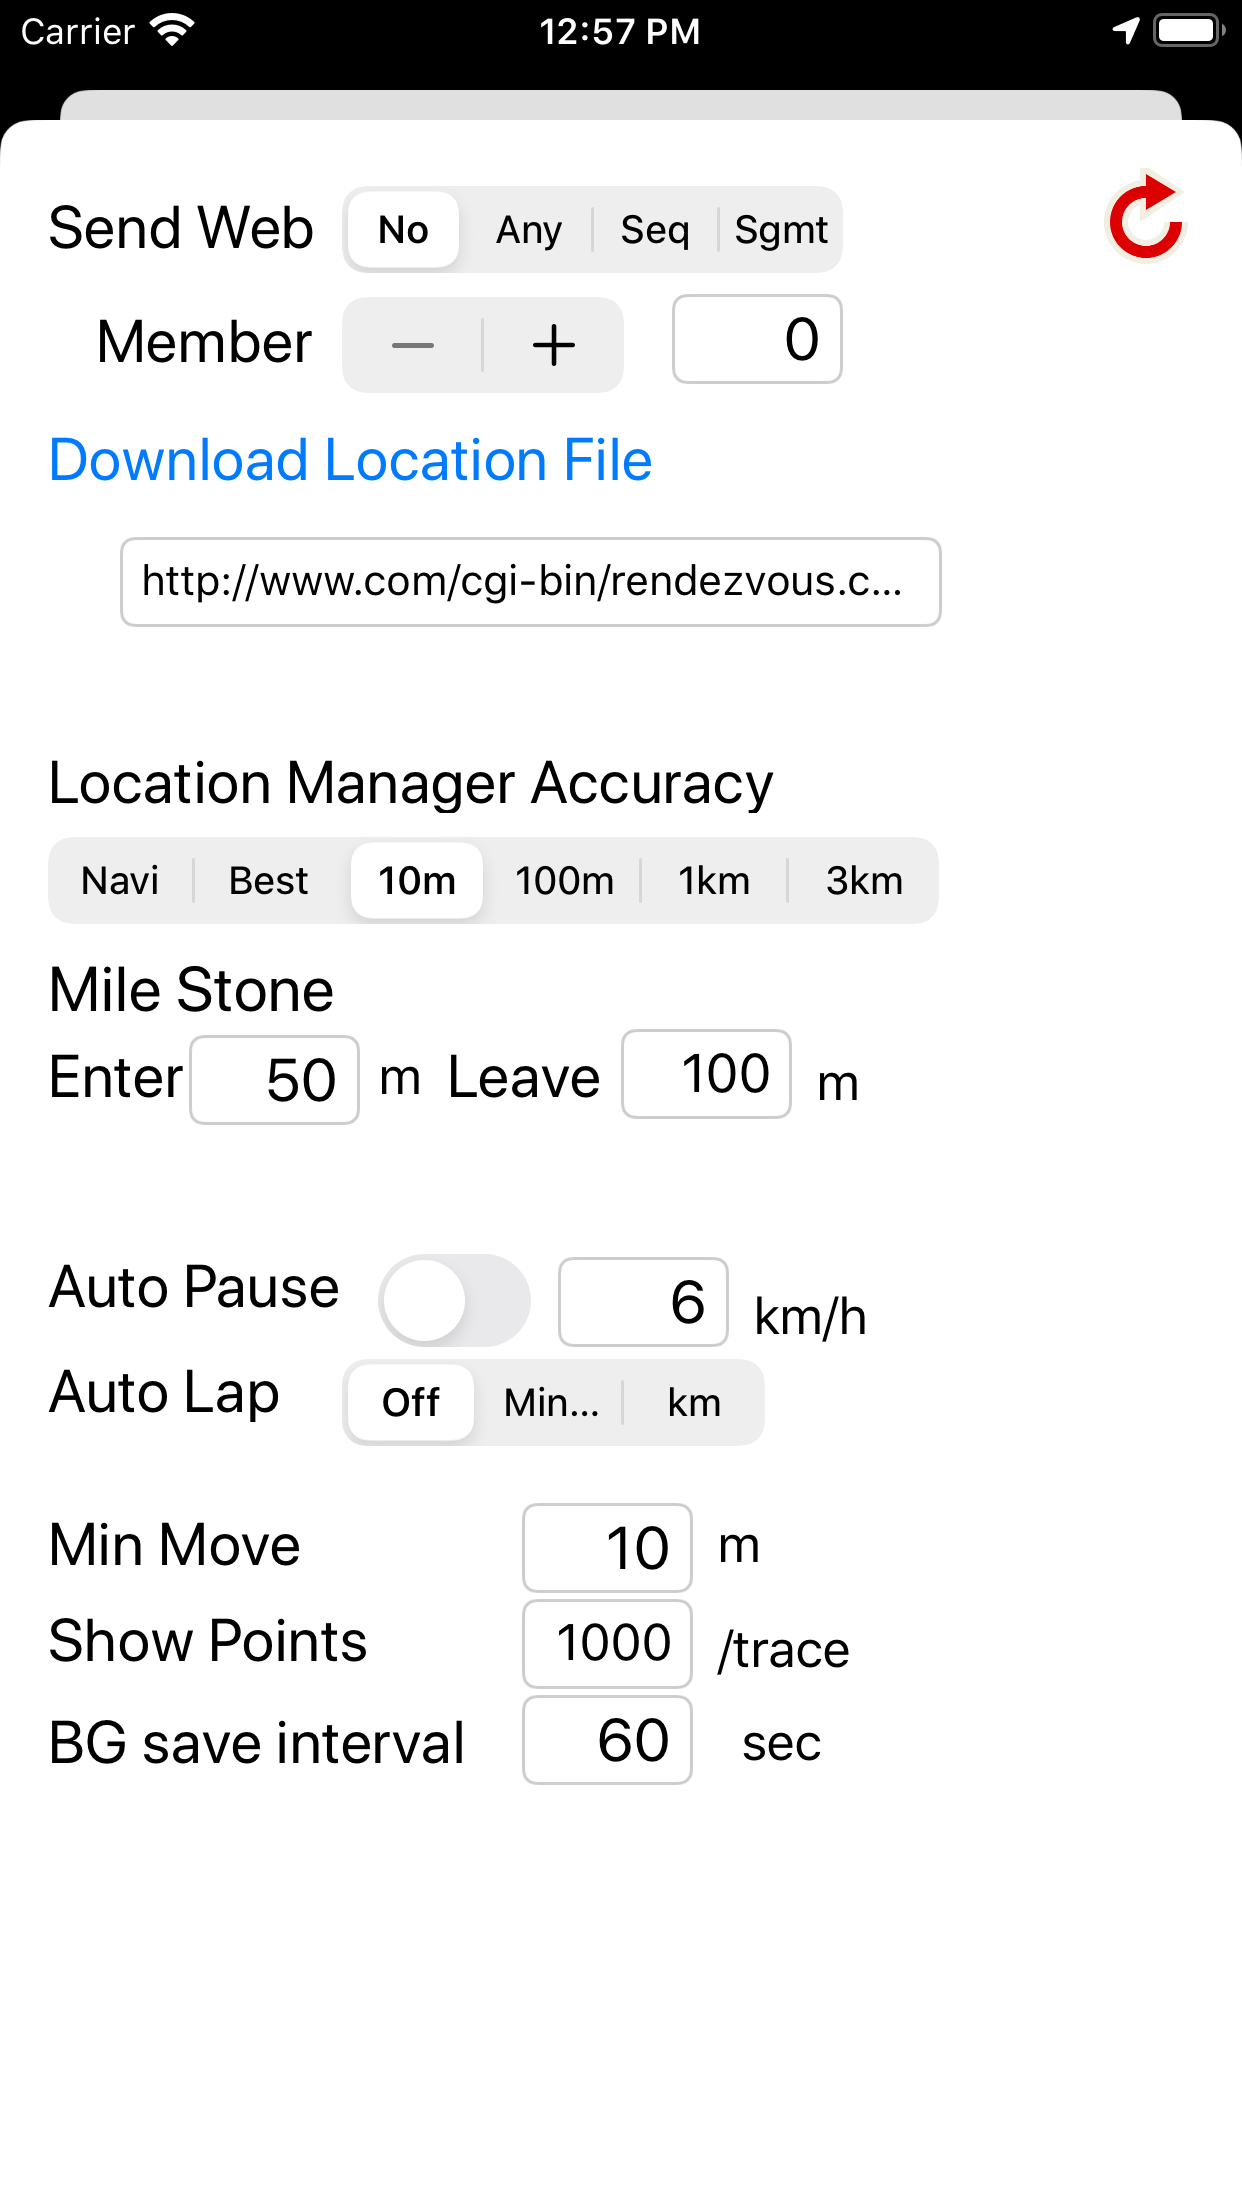 Carrier 12:57 PM
Send Web No Any Seq Sgmt
Member − + 0
Download Location File
http://www.com/cgi-bin/rendezvous.c...
Location Manager Accuracy
Navi Best 10m 100m 1km 3km
Mile Stone
Enter 50 m Leave 100 m
Auto Pause 6 km/h
Auto Lap Off Min... km
Min Move 10 m
Show Points 1000 /trace
BG save interval 60 sec